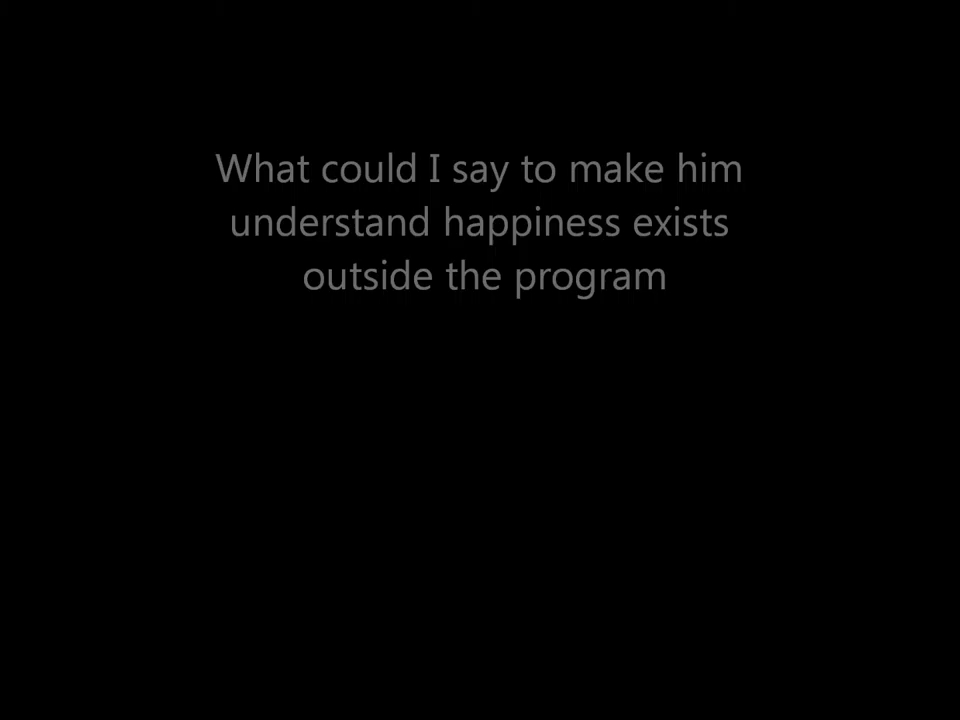 What could I say to make him
understand happiness exists
outside the program